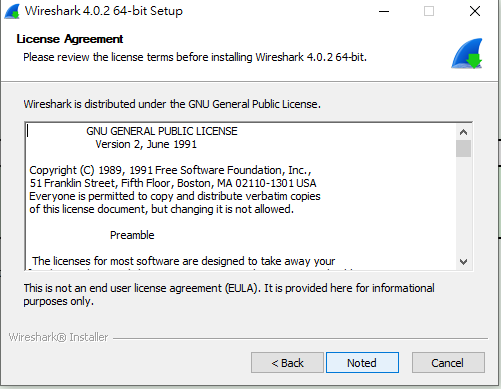 Wireshark 4.0.2 64-bit Setup
License Agreement
Please review the license terms before installing Wireshark 4.0.2 64-bit.
Wireshark is distributed under the GNU General Public License.
GNU GENERAL PUBLIC LICENSE
Version 2, June 1991
Copyright (C) 1989, 1991 Free Software Foundation, Inc.,
51 Franklin Street, Fifth Floor, Boston, MA 02110-1301 USA
Everyone is permitted to copy and distribute verbatim copies
of this license document, but changing it is not allowed.
Preamble
The licenses for most software are designed to take away your
This is not an end user license agreement (EULA). It is provided here for informational
purposes only.
Wireshark® Installer
< Back
Noted
Cancel